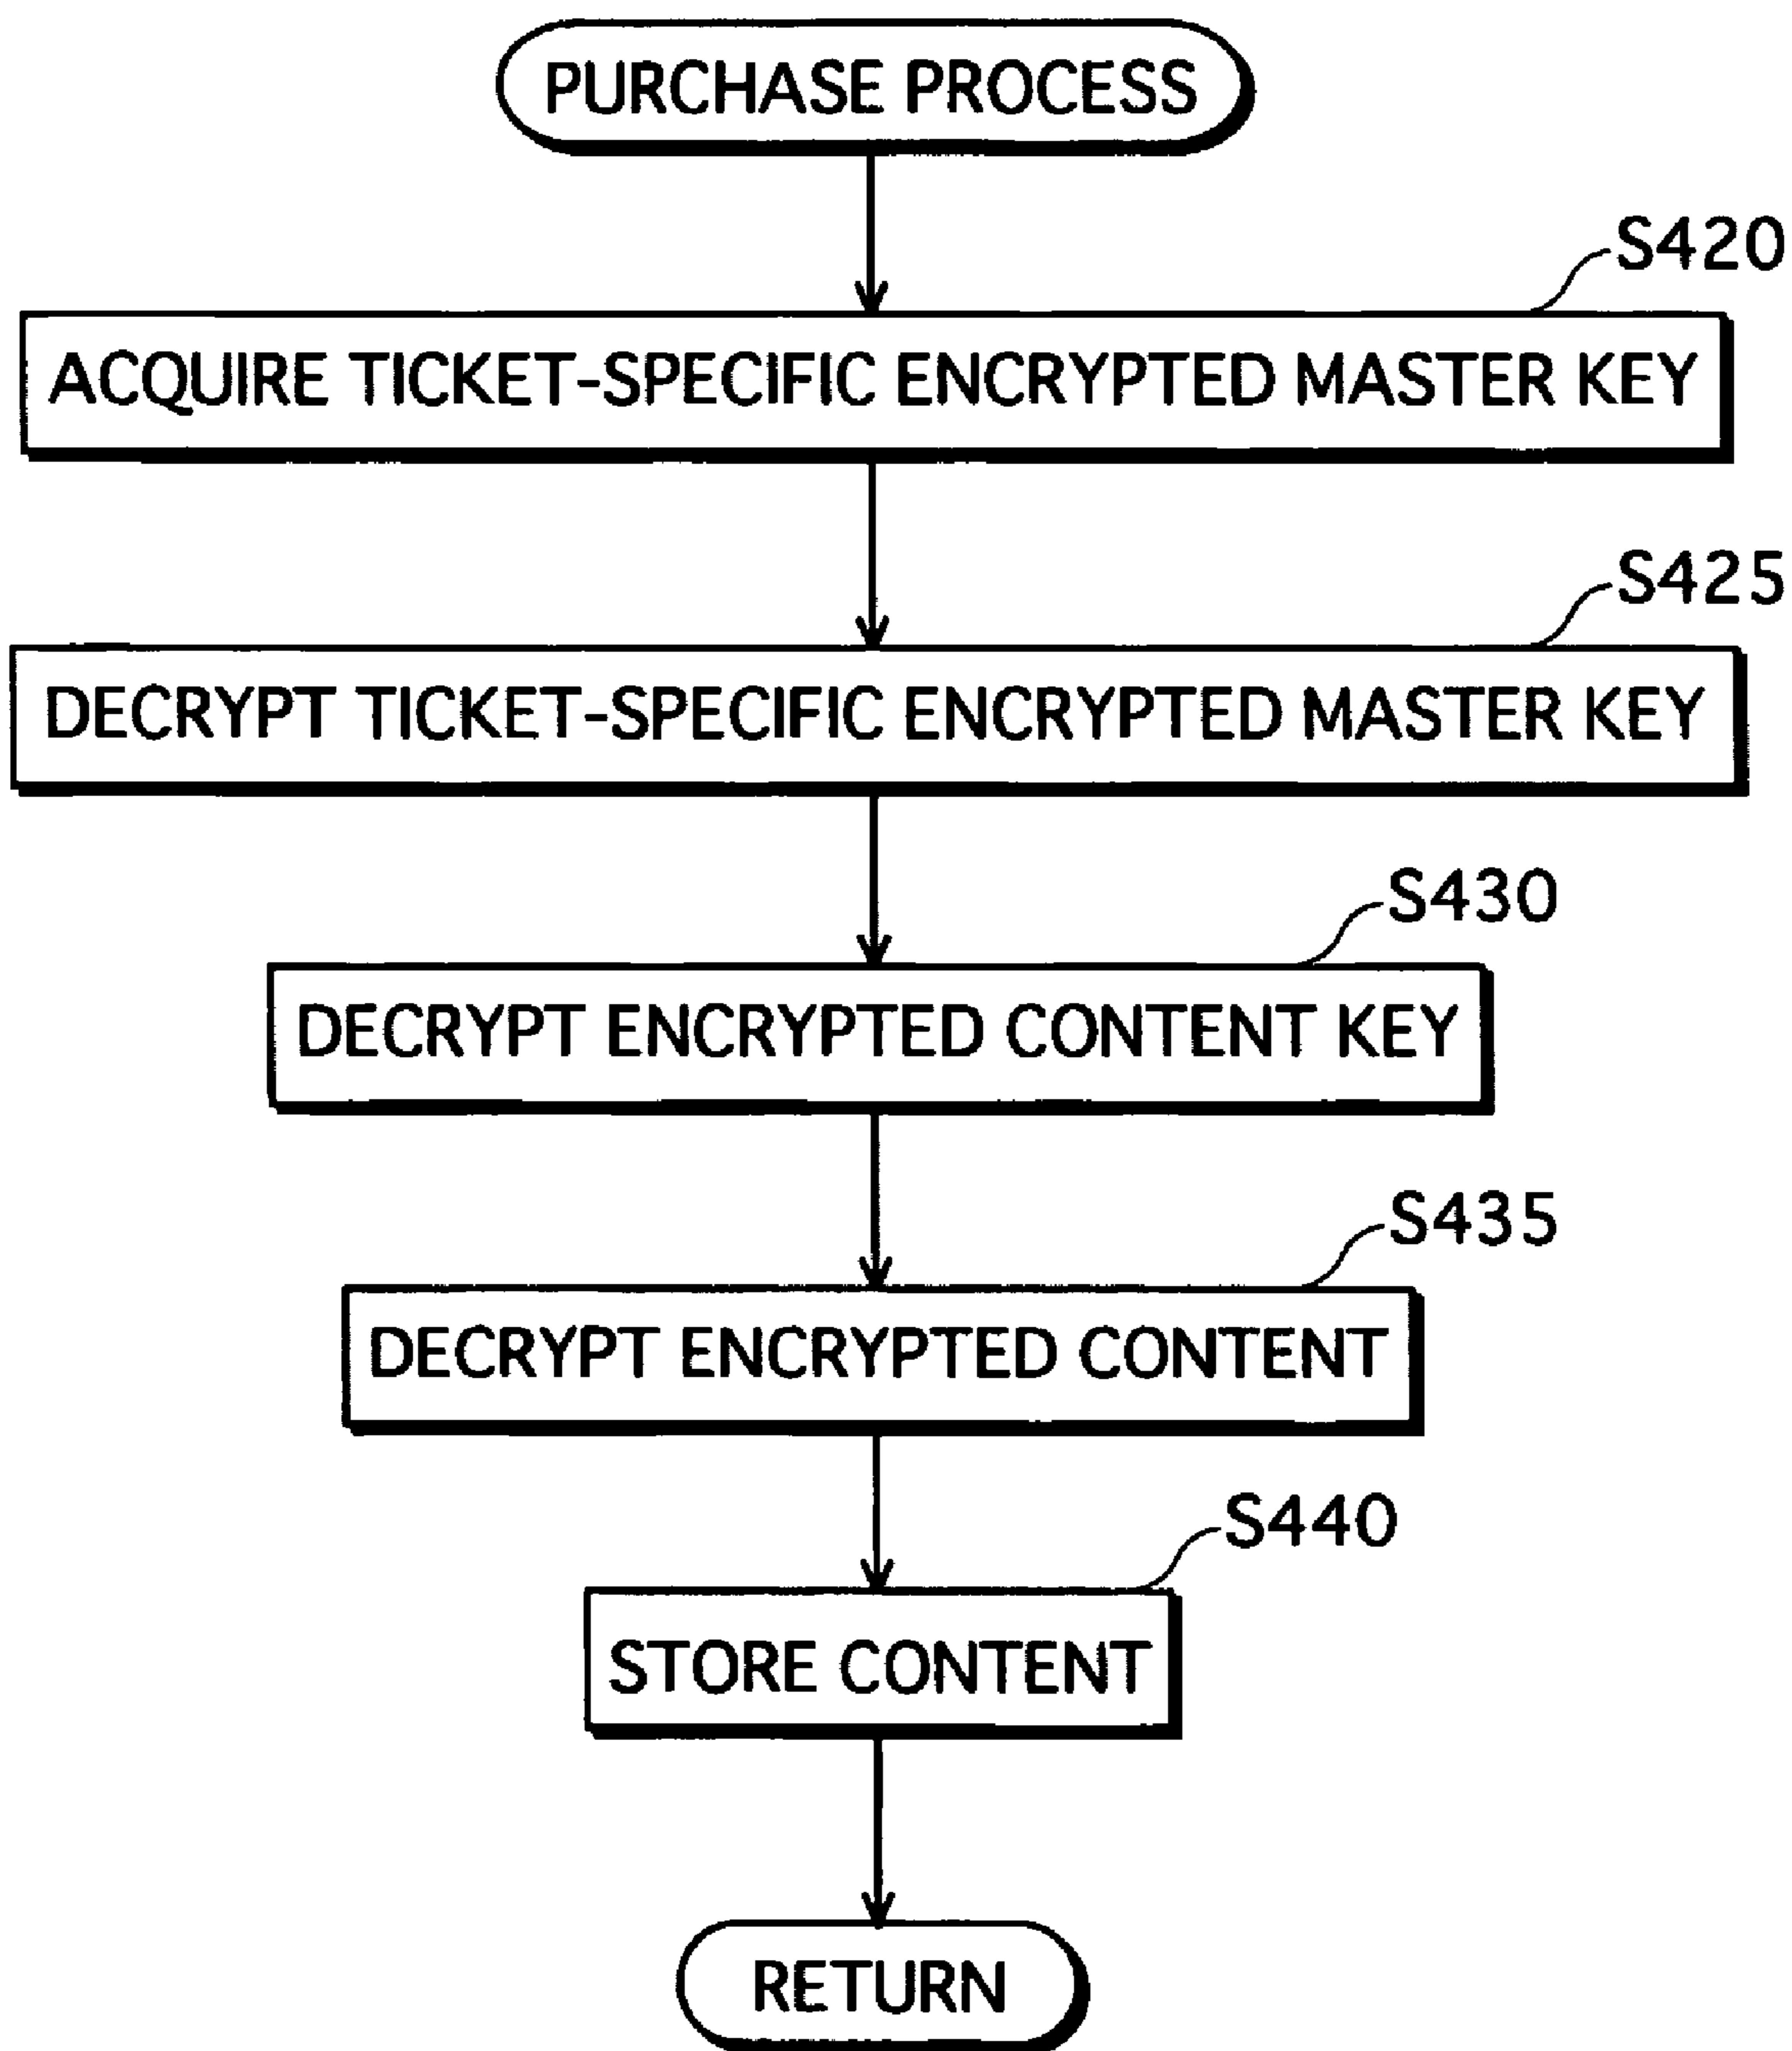 PURCHASE PROCESS
S420
ACQUIRE TICKET-SPECIFIC ENCRYPTED MASTER KEY
S425
DECRYPT TICKET-SPECIFIC ENCRYPTED MASTER KEY
S430
DECRYPT ENCRYPTED CONTENT KEY
S435
DECRYPT ENCRYPTED CONTENT
S440
STORE CONTENT
RETURN